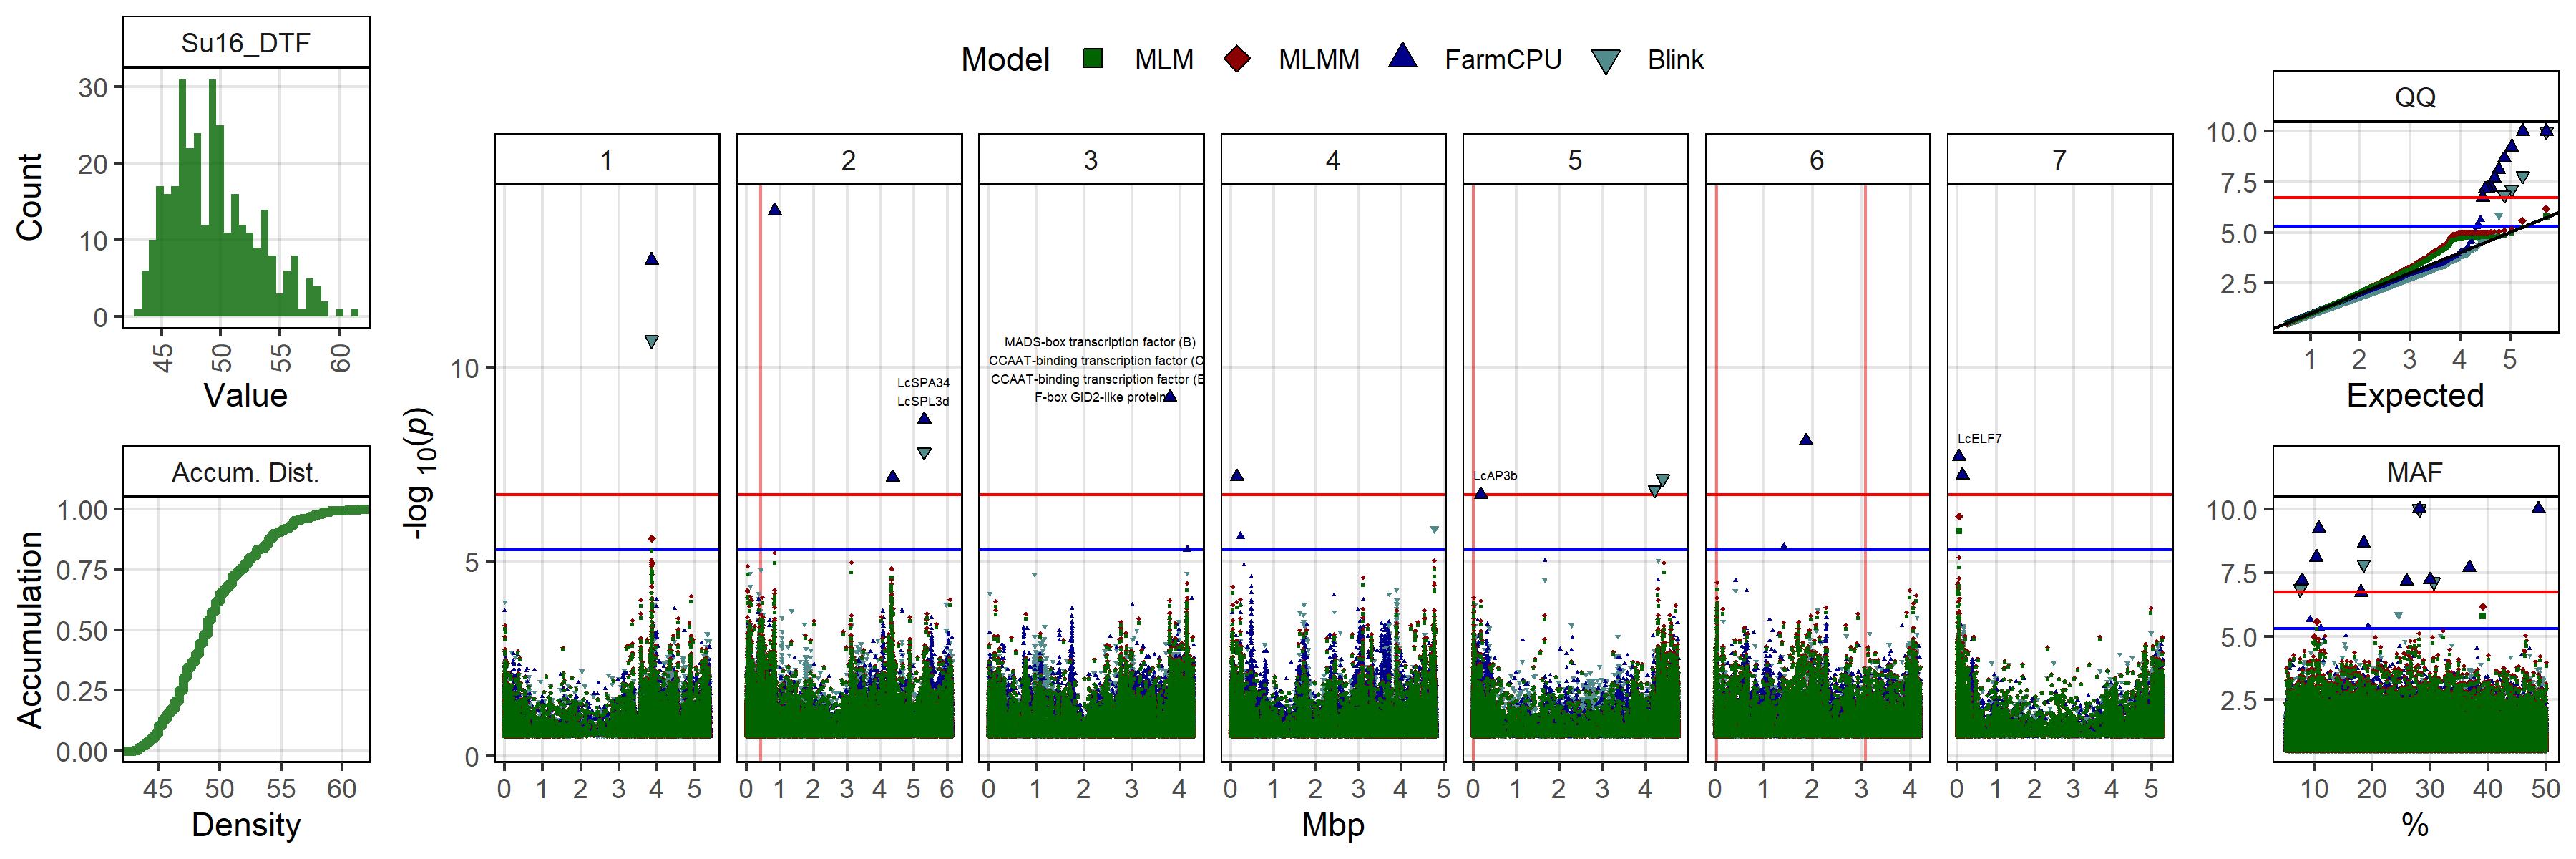 Su16_DTF
Count
30
20
10
0
45 50 55 60
Value
Accum. Dist.
Accumulation
1.00
0.75
0.50
0.25
0.00
45 50 55 60
Density
Model MLM MLMM FarmCPU Blink
1 2 3 4 5 6 7
-log 10(p)
10
5
0
MADS-box transcription factor (B)
CCAAT-binding transcription factor (C
CCAAT-binding transcription factor (B
F-box GID2-like protein
LcSPA34
LcSPL3d
LcAP3b
LcELF7
0 1 2 3 4 5
0 1 2 3 4 5 6
0 1 2 3 4
0 1 2 3 4 5
0 1 2 3 4
0 1 2 3 4
0 1 2 3 4 5
Mbp
QQ
10.0
7.5
5.0
2.5
1 2 3 4 5
Expected
MAF
10.0
7.5
5.0
2.5
10 20 30 40 50
%